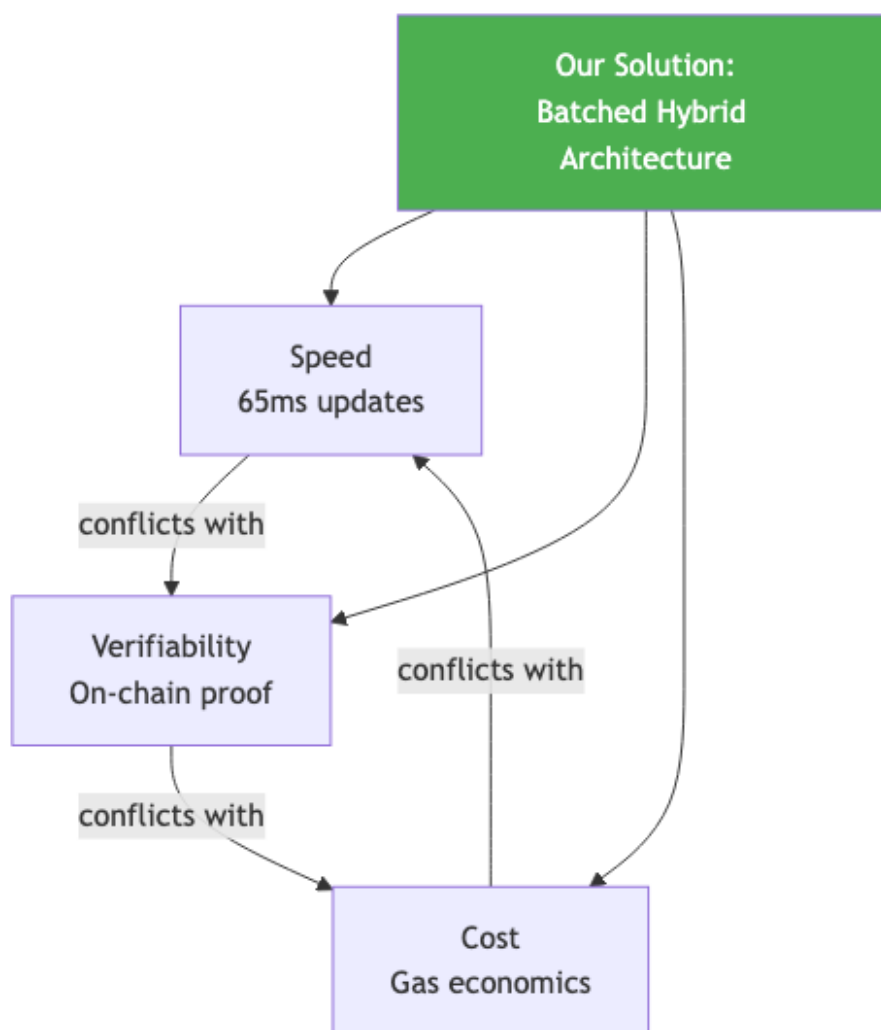 Our Solution:
Batched Hybrid
Architecture
Speed
65ms updates
conflicts with
Verifiability
On-chain proof
conflicts with
conflicts with
Cost
Gas economics